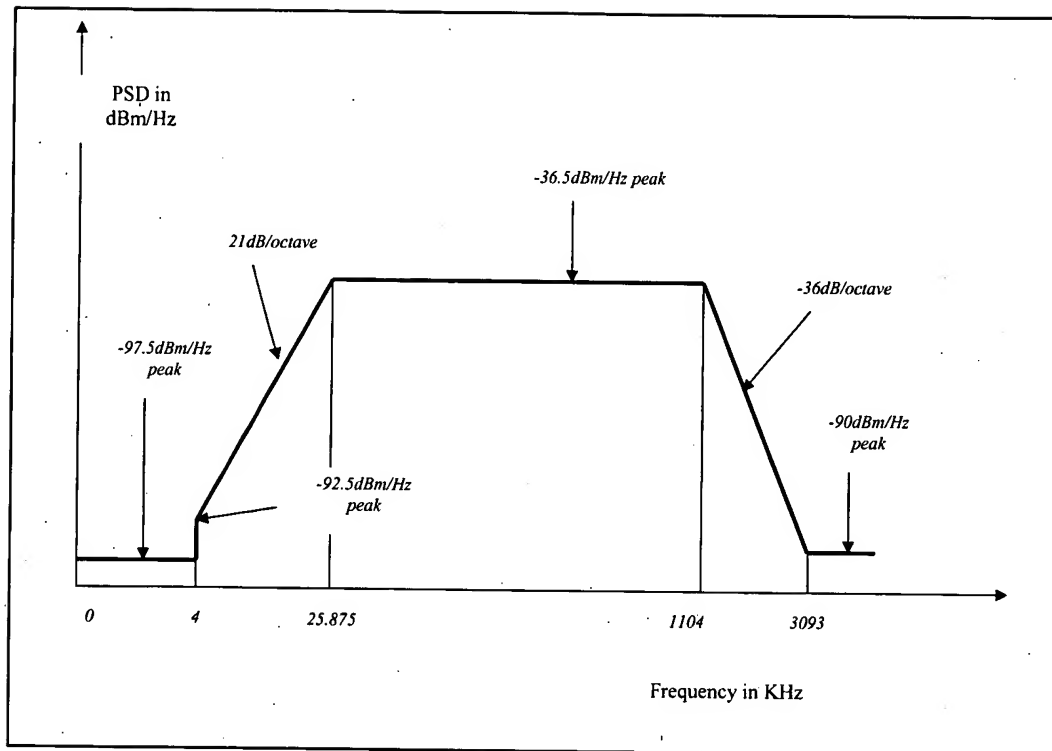 PSD in
dBm/Hz
-36.5dBm/Hz peak
21dB/octave
-36dB/octave
-97.5dBm/Hz
peak
-90dBm/Hz
peak
-92.5dBm/Hz
peak
0 4 25.875 1104 3093
Frequency in KHz